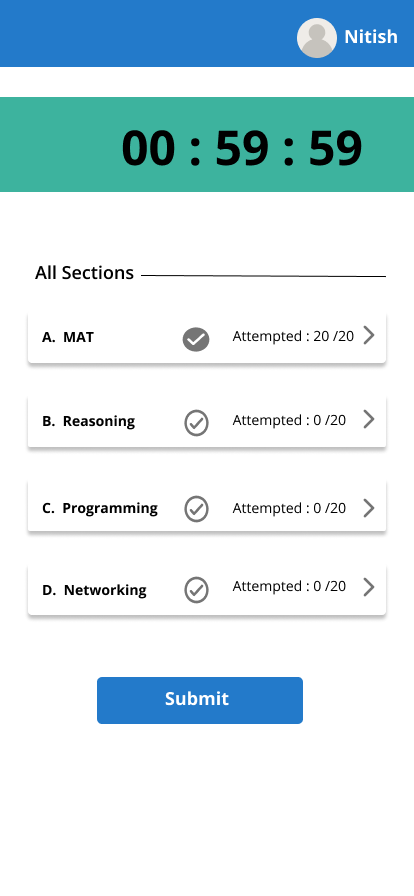 Nitish
00 : 59 : 59
All Sections
A. MAT Attempted : 20 /20
B. Reasoning Attempted : 0 /20
C. Programming Attempted : 0 /20
D. Networking Attempted : 0 /20
Submit